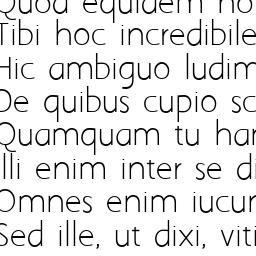 Quod equidem no
Tibi hoc incredibile
Hic ambiguo ludim
De quibus cupio sc
Quamquam tu har
Illi enim inter se di
Omnes enim iucun
Sed ille, ut dixi, viti